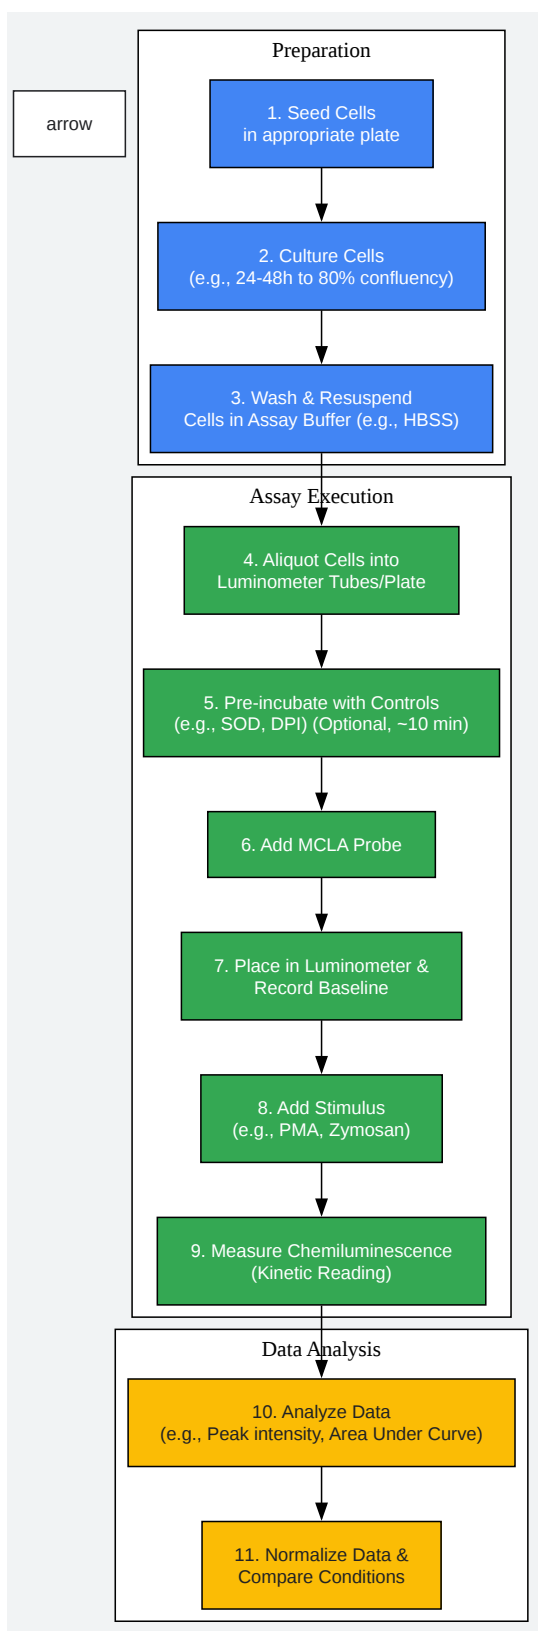 Preparation
arrow
1. Seed Cells
in appropriate plate
2. Culture Cells
(e.g., 24-48h to 80% confluency)
3. Wash & Resuspend
Cells in Assay Buffer (e.g., HBSS)
Assay Execution
4. Aliquot Cells into
Luminometer Tubes/Plate
5. Pre-incubate with Controls
(e.g., SOD, DPI) (Optional, ~10 min)
6. Add MCLA Probe
7. Place in Luminometer &
Record Baseline
8. Add Stimulus
(e.g., PMA, Zymosan)
9. Measure Chemiluminescence
(Kinetic Reading)
Data Analysis
10. Analyze Data
(e.g., Peak intensity, Area Under Curve)
11. Normalize Data &
Compare Conditions